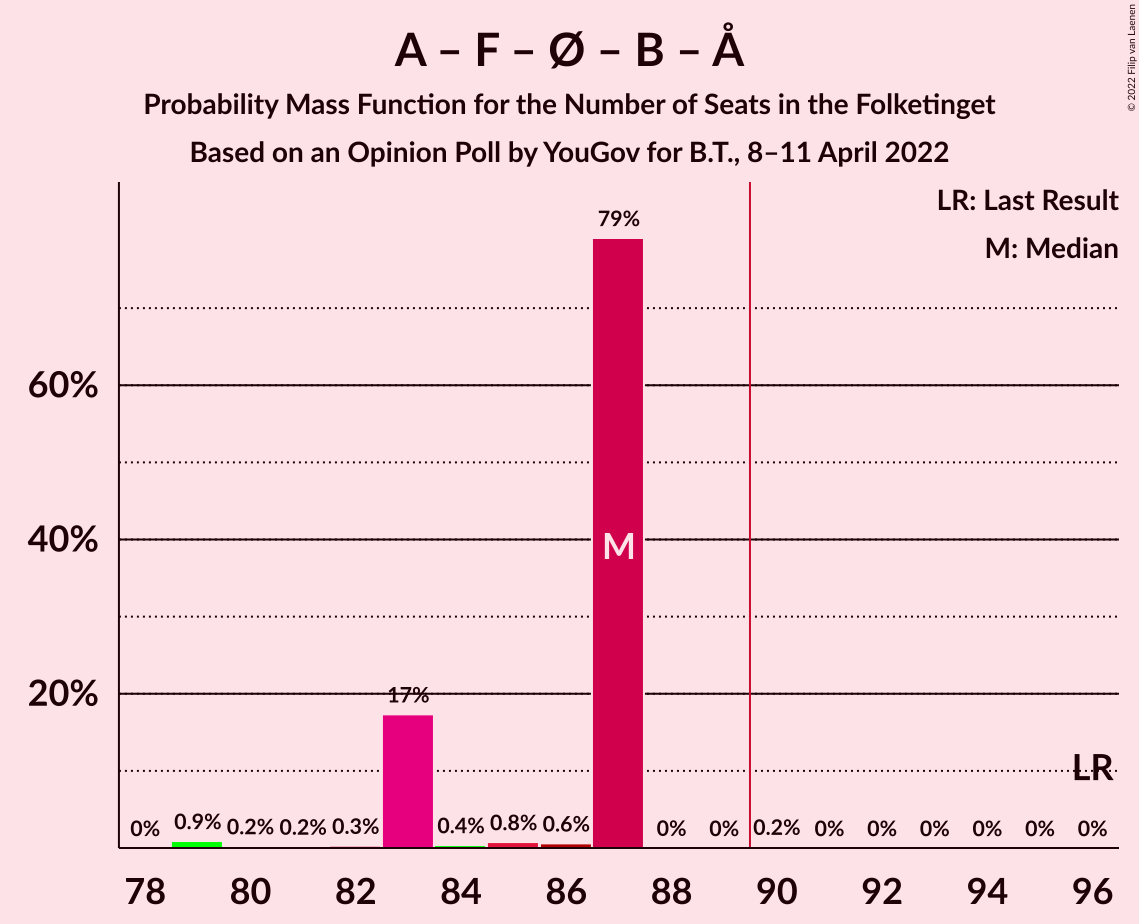 A – F – Ø – B – Å
Probability Mass Function for the Number of Seats in the Folketinget
Based on an Opinion Poll by YouGov for B.T., 8–11 April 2022
© 2022 Filip van Laenen
LR: Last Result
M: Median
79%
60%
40%
M
20%
17%
LR
0% 0.9% 0.2% 0.2% 0.3% 0.4% 0.8% 0.6% 0% 0% 0.2% 0% 0% 0% 0% 0% 0%
78 80 82 84 86 88 90 92 94 96